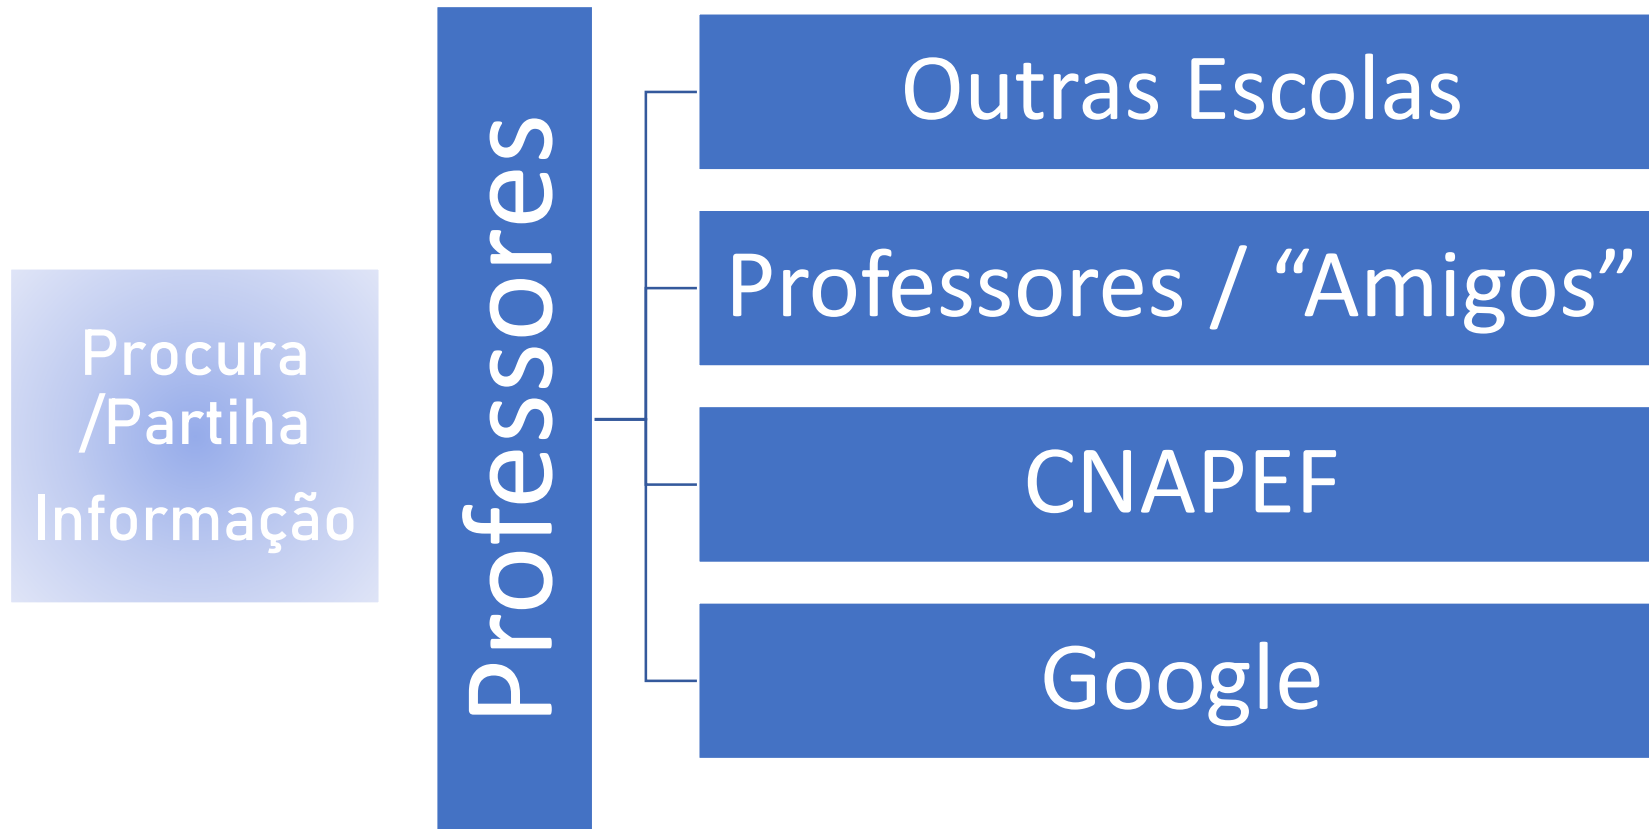 Procura
/Partiha
Informação
Professores
Outras Escolas
Professores / “Amigos”
CNAPEF
Google